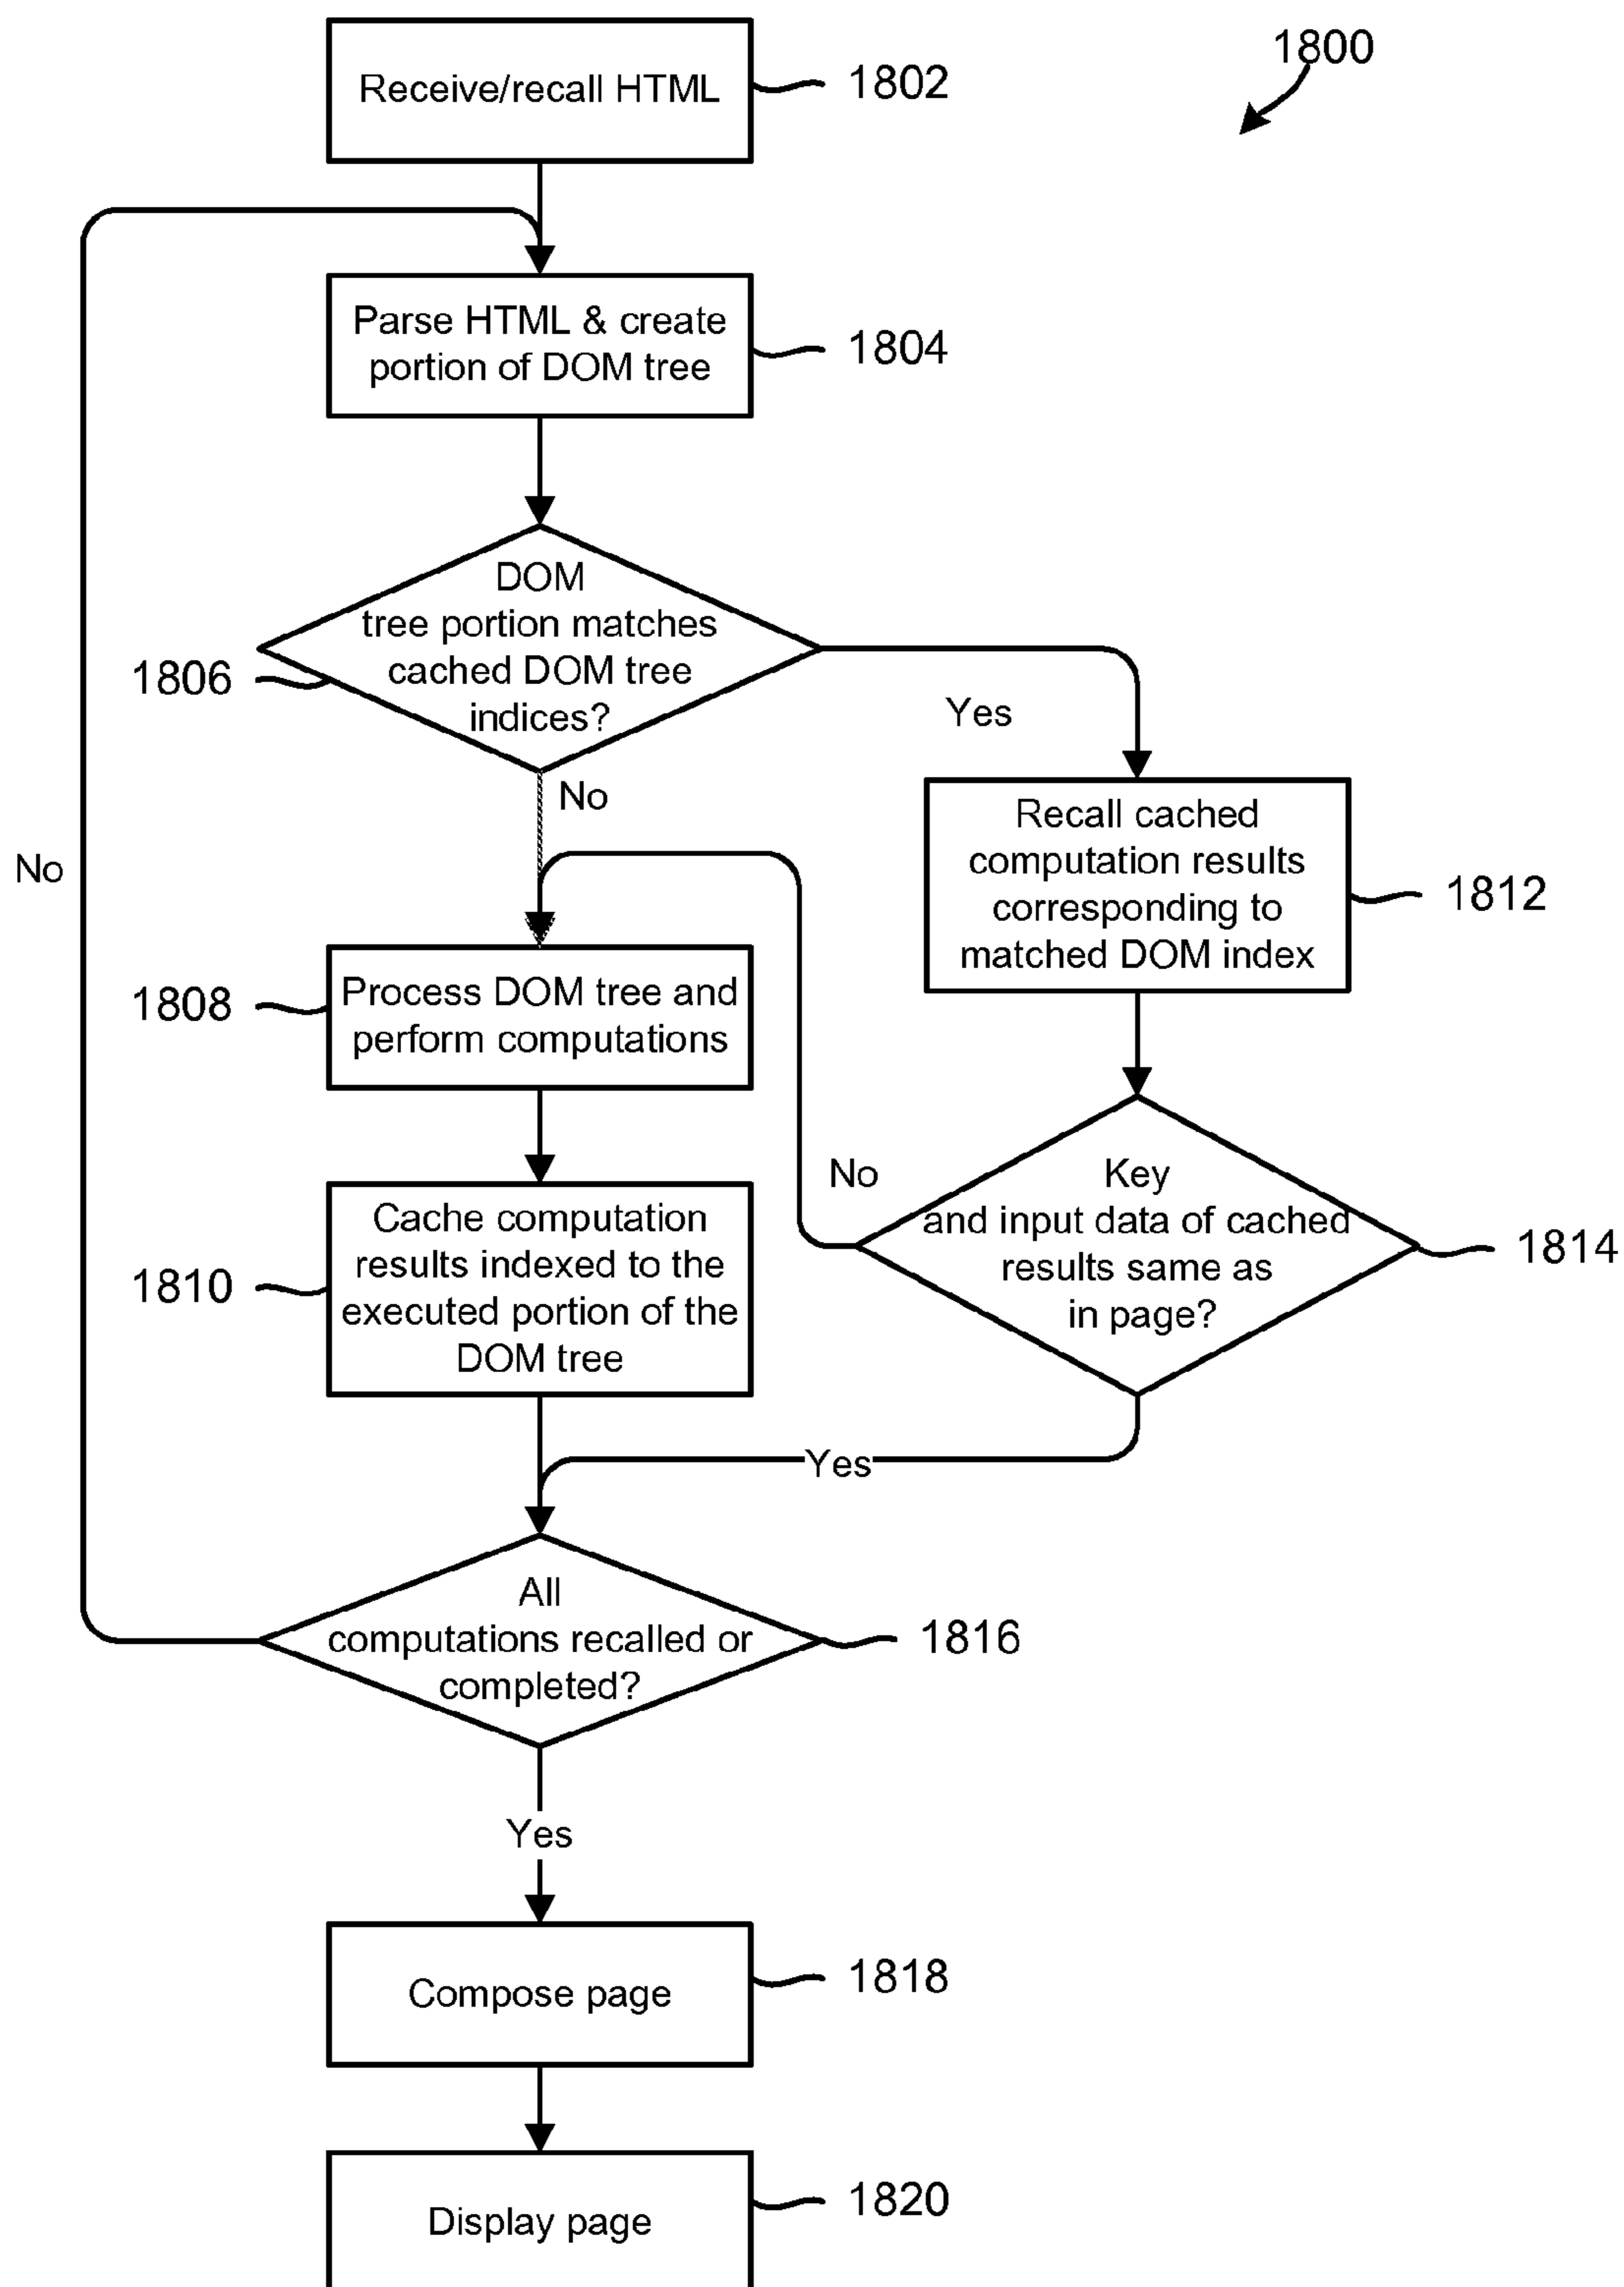 1800
Receive/recall HTML
1802
Parse HTML & create
portion of DOM tree
1804
DOM
tree portion matches
cached DOM tree
indices?
1806
Yes
No
No
Recall cached
computation results
corresponding to
matched DOM index
1812
Process DOM tree and
perform computations
1808
No
Key
and input data of cached
results same as
in page?
1814
Cache computation
results indexed to the
executed portion of the
DOM tree
1810
Yes
All
computations recalled or
completed?
1816
Yes
Compose page
1818
Display page
1820